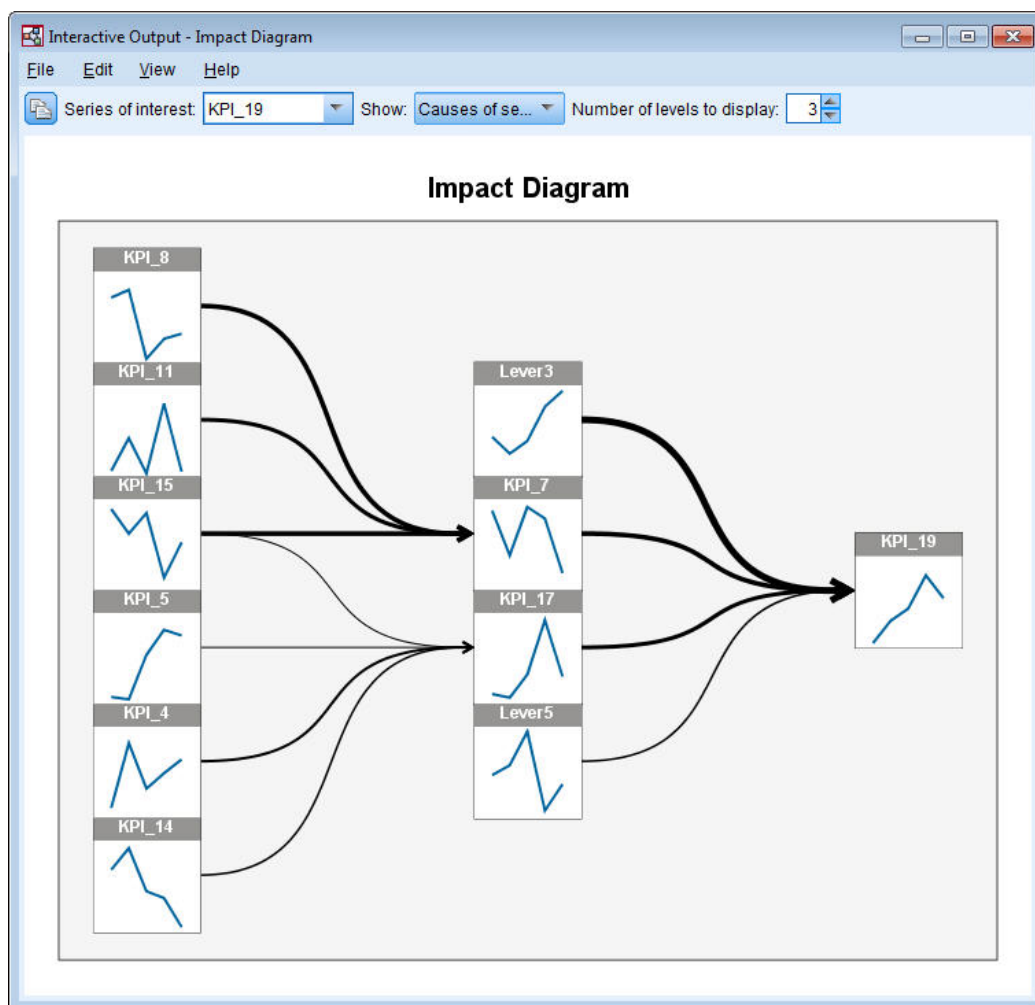 Interactive Output - Impact Diagram
File Edit View Help
Series of interest: KPI_19 Show: Causes of se... Number of levels to display: 3
Impact Diagram
KPI_8
KPI_11
KPI_15
KPI_5
KPI_4
KPI_14
Lever3
KPI_7
KPI_17
Lever5
KPI_19